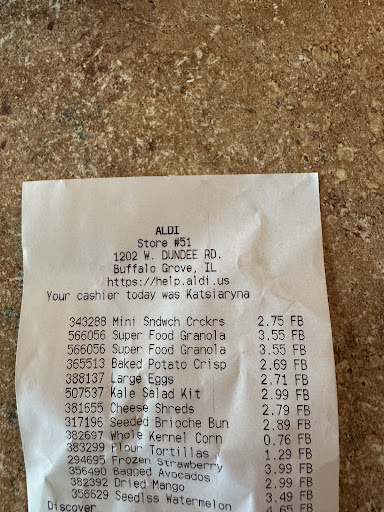 ALDI
Store #51
1202 W. DUNDEE RD.
Buffalo Grove, IL
https://help.aldi.us
Your cashier today was Katsiaryna
343288 Mini Sndwch Crckrs 2.75 FB
566056 Super Food Granola 3.55 FB
566056 Super Food Granola 3.55 FB
365513 Baked Potato Crisp 2.69 FB
388137 Large Eggs 2.71 FB
507537 Kale Salad Kit 2.99 FB
381655 Cheese Shreds 2.79 FB
317196 Seeded Brioche Bun 2.89 FB
382697 Whole Kernel Corn 0.76 FB
383299 Flour Tortillas 1.29 FB
294695 Frozen Strawberry 3.99 FB
356490 Bagged Avocados 2.99 FB
382392 Dried Mango 3.49 FB
356629 Seedlss Watermelon 4.65 FB
Discover